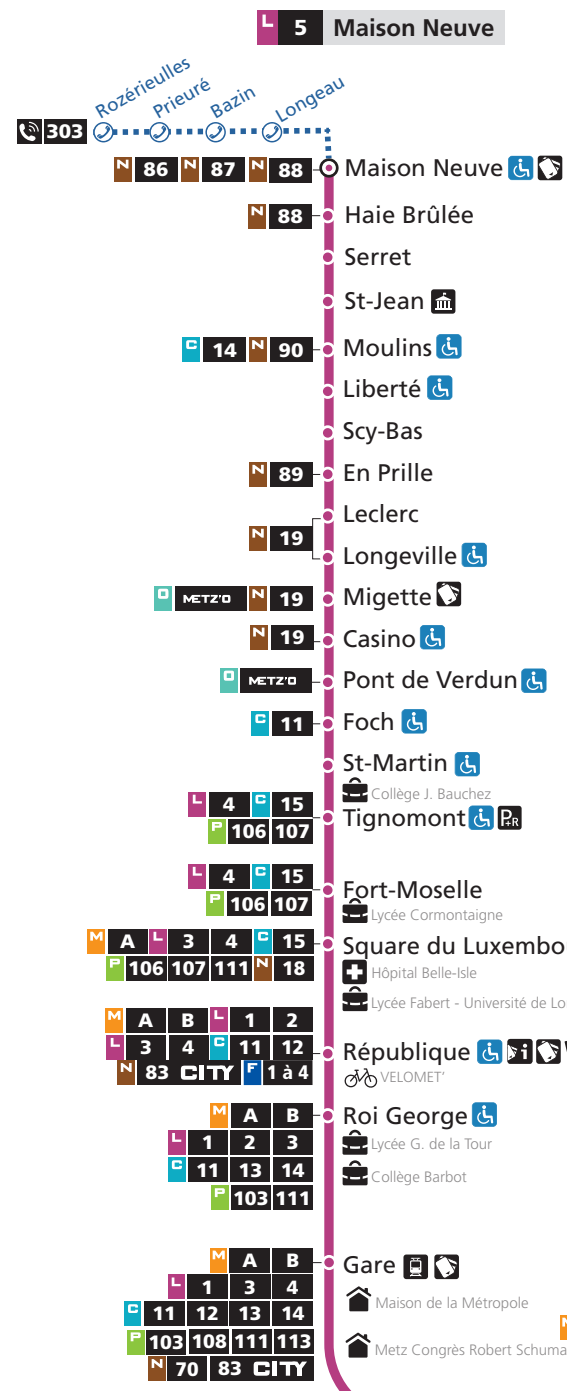 L 5 Maison Neuve
Rozérieulles Prieuré Bazin Longeau
303
N 86 N 87 N 88 Maison Neuve
N 88 Haie Brûlée
Serret
St-Jean
C 14 N 90 Moulins
Liberté
Scy-Bas
N 89 En Prille
Leclerc
N 19
Longeville
O METZ'O N 19 Migette
N 19 Casino
O METZ'O Pont de Verdun
C 11 Foch
St-Martin
Collège J. Bauchez
L 4 C 15
P 106 107
Tignomont P+R
L 4 C 15
P 106 107
Fort-Moselle
Lycée Cormontaigne
M A L 3 4 C 15
P 106 107 111 N 18
Square du Luxembo
Hôpital Belle-Isle
Lycée Fabert - Université de Lo
M A B L 1 2
L 3 4 C 11 12
N 83 CITY F 1 à 4
République i
VELOMET'
M A B Roi George
L 1 2 3 Lycée G. de la Tour
C 11 13 14 Collège Barbot
P 103 111
M A B Gare
L 1 3 4 Maison de la Métropole
C 11 12 13 14
P 103 108 111 113 Metz Congrès Robert Schuma
N 70 83 CITY